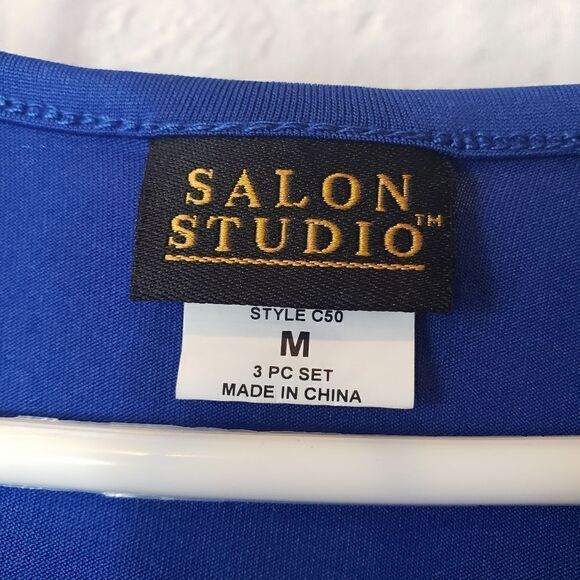 SALON
STUDIO™
STYLE C50
M
3 PC SET
MADE IN CHINA